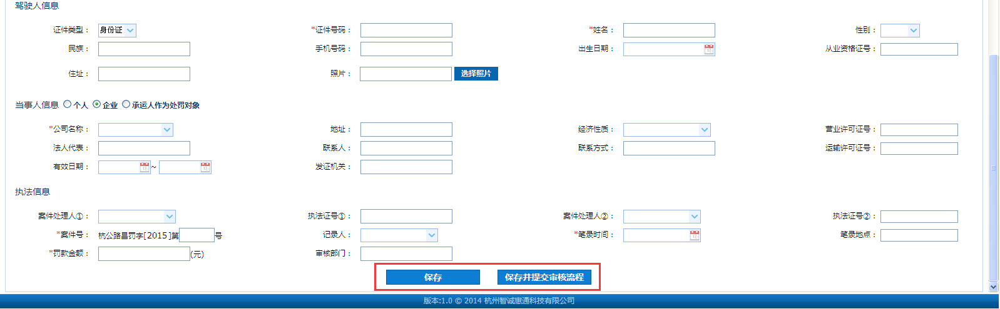 驾驶人信息
证件类型： 身份证 *证件号码： *姓名： 性别：
民族： 手机号码： 出生日期： 从业资格证号：
住址： 照片： 选择照片
当事人信息 个人 企业 承运人作为处罚对象
*公司名称： 地址： 经济性质： 营业许可证号：
法人代表： 联系人： 联系方式： 运输许可证号：
有效日期： ~ 发证机关：
执法信息
案件处理人①： 执法证号①： 案件处理人②： 执法证号②：
*案件号： 杭公路昌罚字[2015]第 号 记录人： *笔录时间： 笔录地点：
*罚款金额： (元) 审核部门：
保存 保存并提交审核流程
版本:1.0 © 2014 杭州智诚惠通科技有限公司